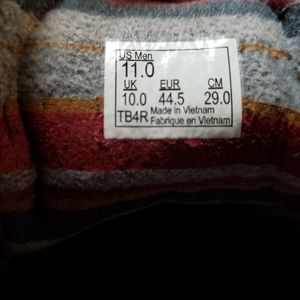 US Men
11.0
UK EUR CM
10.0 44.5 29.0
TB4R Made in Vietnam
Fabrique en Vietnam